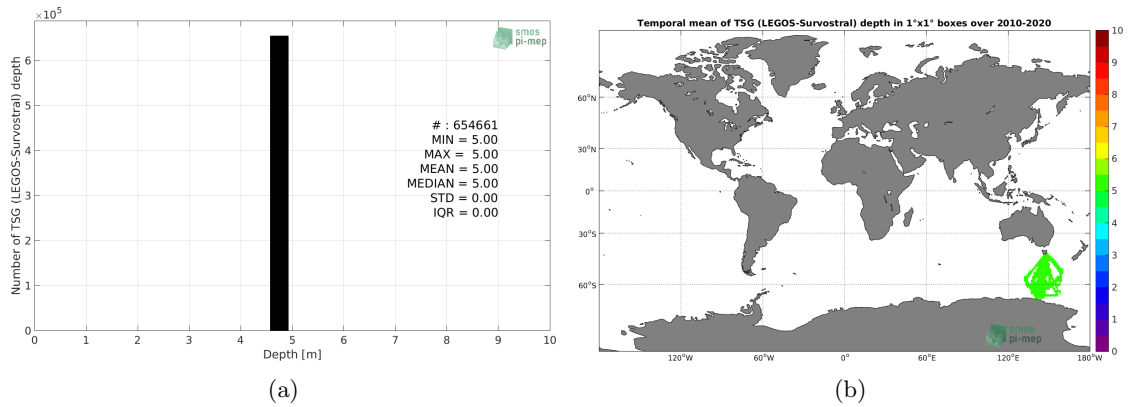 ×10⁵
smos
pi-mep
Number of TSG (LEGOS-Survostral) depth
6
5
4
3
2
1
0
# : 654661
MIN = 5.00
MAX = 5.00
MEAN = 5.00
MEDIAN = 5.00
STD = 0.00
IQR = 0.00
0 1 2 3 4 5 6 7 8 9 10
Depth [m]
(a)
Temporal mean of TSG (LEGOS-Survostral) depth in 1°x1° boxes over 2010-2020
60°N
30°N
0°
30°S
60°S
120°W 60°W 0° 60°E 120°E 180°W
smos
pi-mep
10
9
8
7
6
5
4
3
2
1
0
(b)